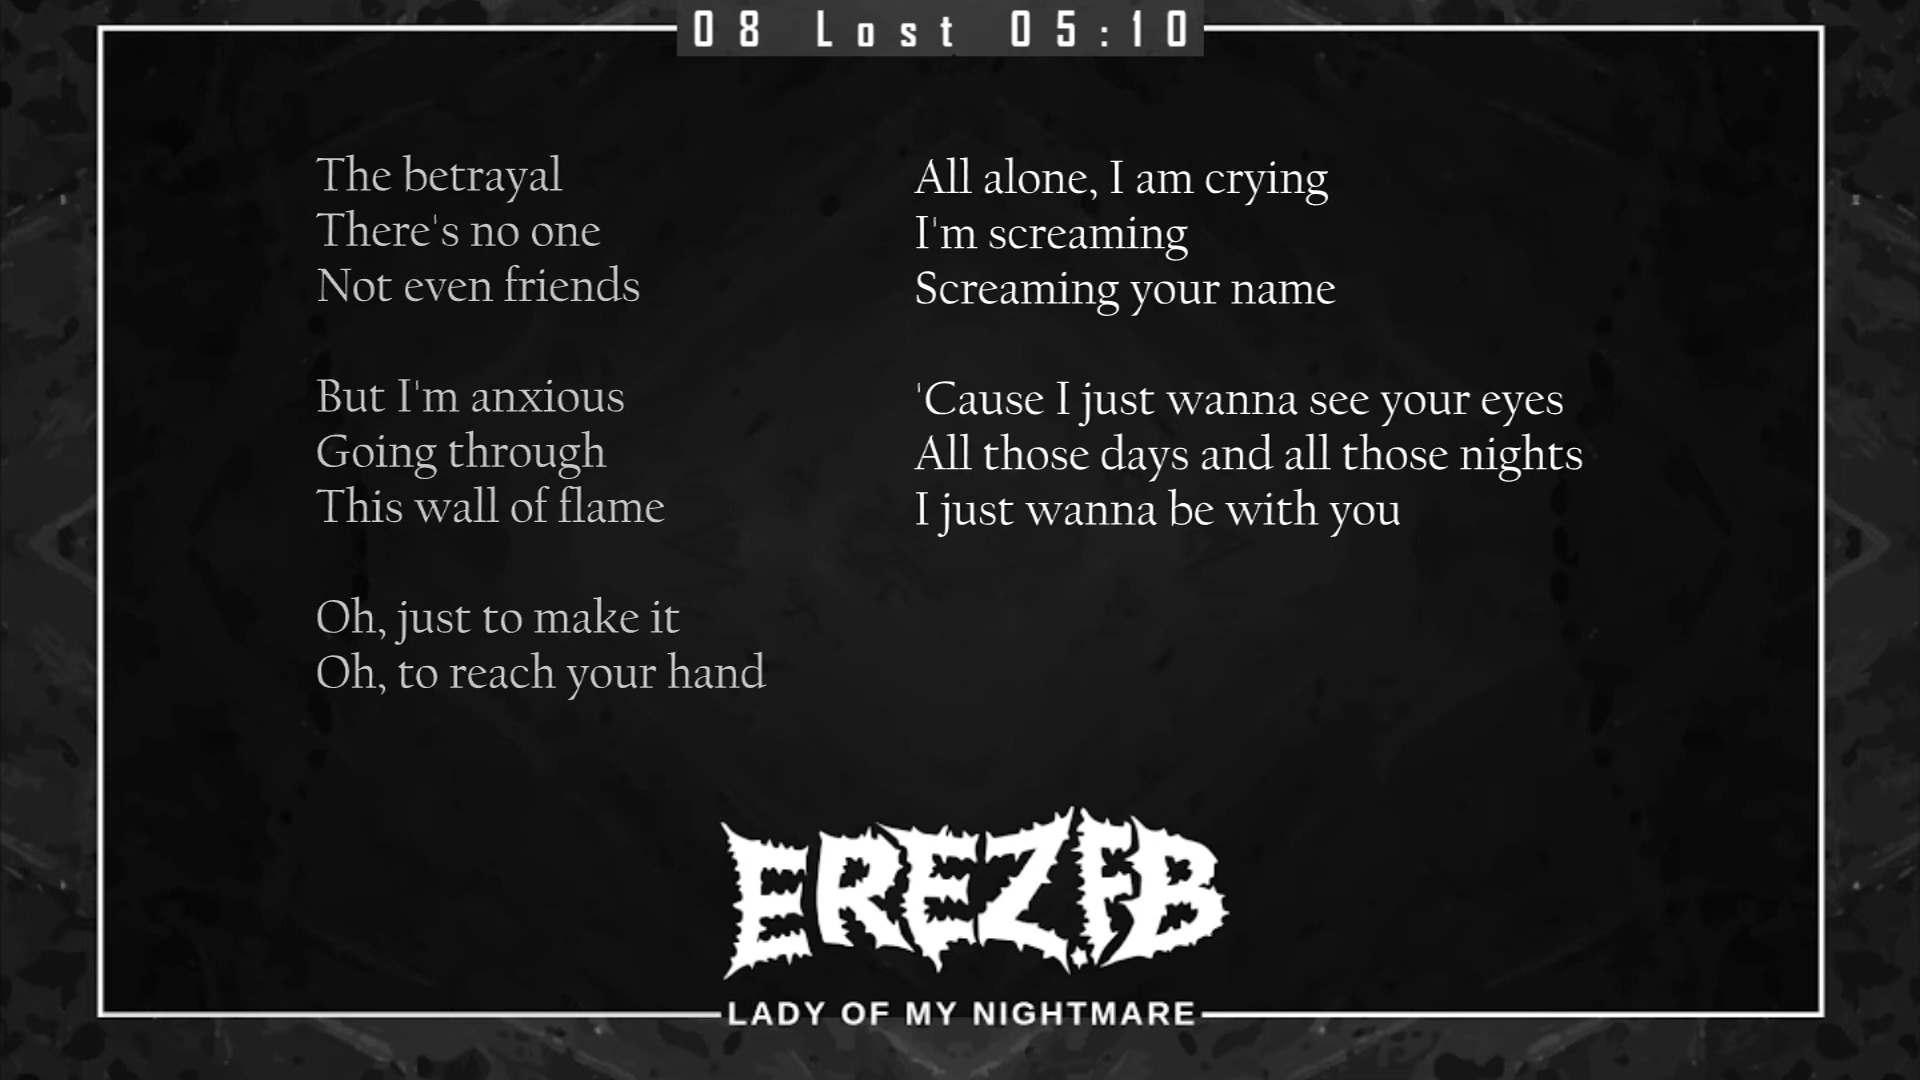 08 Lost 05:10
The betrayal
There's no one
Not even friends
But I'm anxious
Going through
This wall of flame
Oh, just to make it
Oh, to reach your hand
All alone, I am crying
I'm screaming
Screaming your name
'Cause I just wanna see your eyes
All those days and all those nights
I just wanna be with you
EREZ.FB
LADY OF MY NIGHTMARE